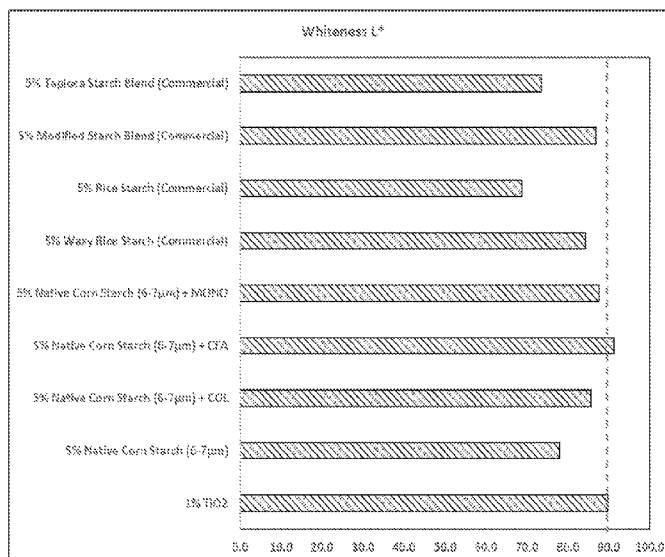 Whiteness L*
5% Tapioca Starch Blend (Commercial)
5% Modified Starch Blend (Commercial)
5% Rice Starch (Commercial)
5% Waxy Rice Starch (Commercial)
5% Native Corn Starch (6-7µm) + MONO
5% Native Corn Starch (6-7µm) + CFA
5% Native Corn Starch (6-7µm) + COL
5% Native Corn Starch (6-7µm)
1% TiO2
0.0 10.0 20.0 30.0 40.0 50.0 60.0 70.0 80.0 90.0 100.0